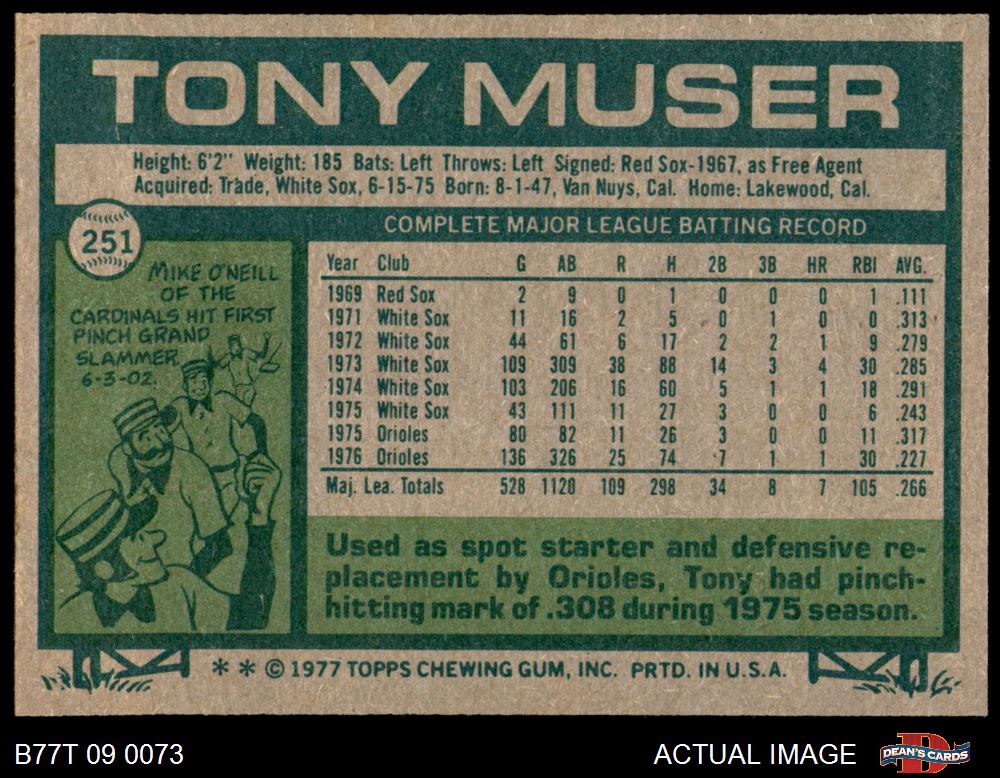 TONY MUSER
Height: 6'2" Weight: 185 Bats: Left Throws: Left Signed: Red Sox-1967, as Free Agent
Acquired: Trade, White Sox, 6-15-75 Born: 8-1-47, Van Nuys, Cal. Home: Lakewood, Cal.
251
MIKE O'NEILL
OF THE
CARDINALS HIT FIRST
PINCH GRAND
SLAMMER.
6-3-02.
COMPLETE MAJOR LEAGUE BATTING RECORD
Year Club G AB R H 2B 3B HR RBI AVG.
1969 Red Sox 2 9 0 1 0 0 0 1 .111
1971 White Sox 11 16 2 5 0 1 0 0 .313
1972 White Sox 44 61 6 17 2 2 1 9 .279
1973 White Sox 109 309 38 88 14 3 4 30 .285
1974 White Sox 103 206 16 60 5 1 1 18 .291
1975 White Sox 43 111 11 27 3 0 0 6 .243
1975 Orioles 80 82 11 26 3 0 0 11 .317
1976 Orioles 136 326 25 74 7 1 1 30 .227
Maj. Lea. Totals 528 1120 109 298 34 8 7 105 .266
Used as spot starter and defensive re-
placement by Orioles, Tony had pinch-
hitting mark of .308 during 1975 season.
* * © 1977 TOPPS CHEWING GUM, INC. PRTD. IN U.S.A.
B77T 09 0073
ACTUAL IMAGE
D
DEAN'S CARDS